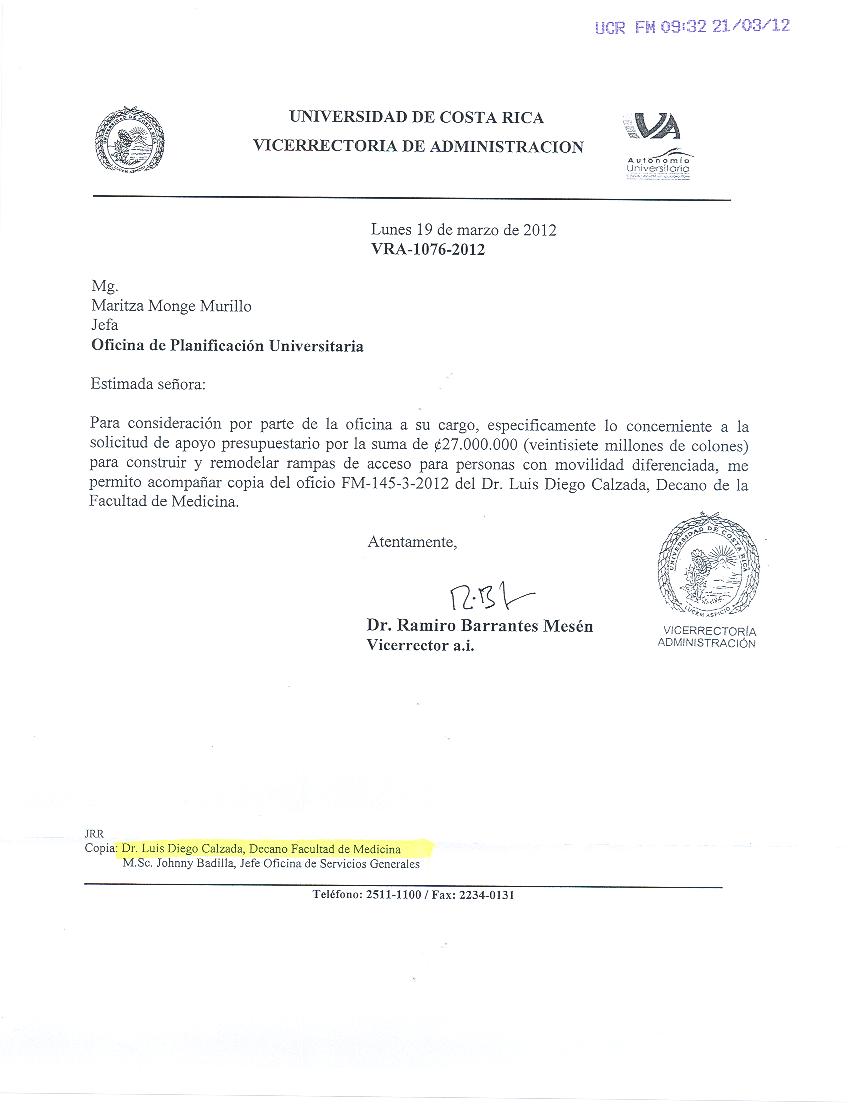 UCR FM 09:32 21/03/12
UNIVERSIDAD DE COSTA RICA
VICERRECTORIA DE ADMINISTRACION
VA
Autonomía
Universitaria
Lunes 19 de marzo de 2012
VRA-1076-2012
Mg.
Maritza Monge Murillo
Jefa
Oficina de Planificación Universitaria
Estimada señora:
Para consideración por parte de la oficina a su cargo, especificamente lo concerniente a la
solicitud de apoyo presupuestario por la suma de ¢27.000.000 (veintisiete millones de colones)
para construir y remodelar rampas de acceso para personas con movilidad diferenciada, me
permito acompañar copia del oficio FM-145-3-2012 del Dr. Luis Diego Calzada, Decano de la
Facultad de Medicina.
Atentamente,
UNIVERSIDAD DE COSTA RICA
LUCEM ASPICIO
Dr. Ramiro Barrantes Mesén
Vicerrector a.i.
VICERRECTORÍA
ADMINISTRACIÓN
JRR
Copia: Dr. Luis Diego Calzada, Decano Facultad de Medicina
M.Sc. Johnny Badilla, Jefe Oficina de Servicios Generales
Teléfono: 2511-1100 / Fax: 2234-0131